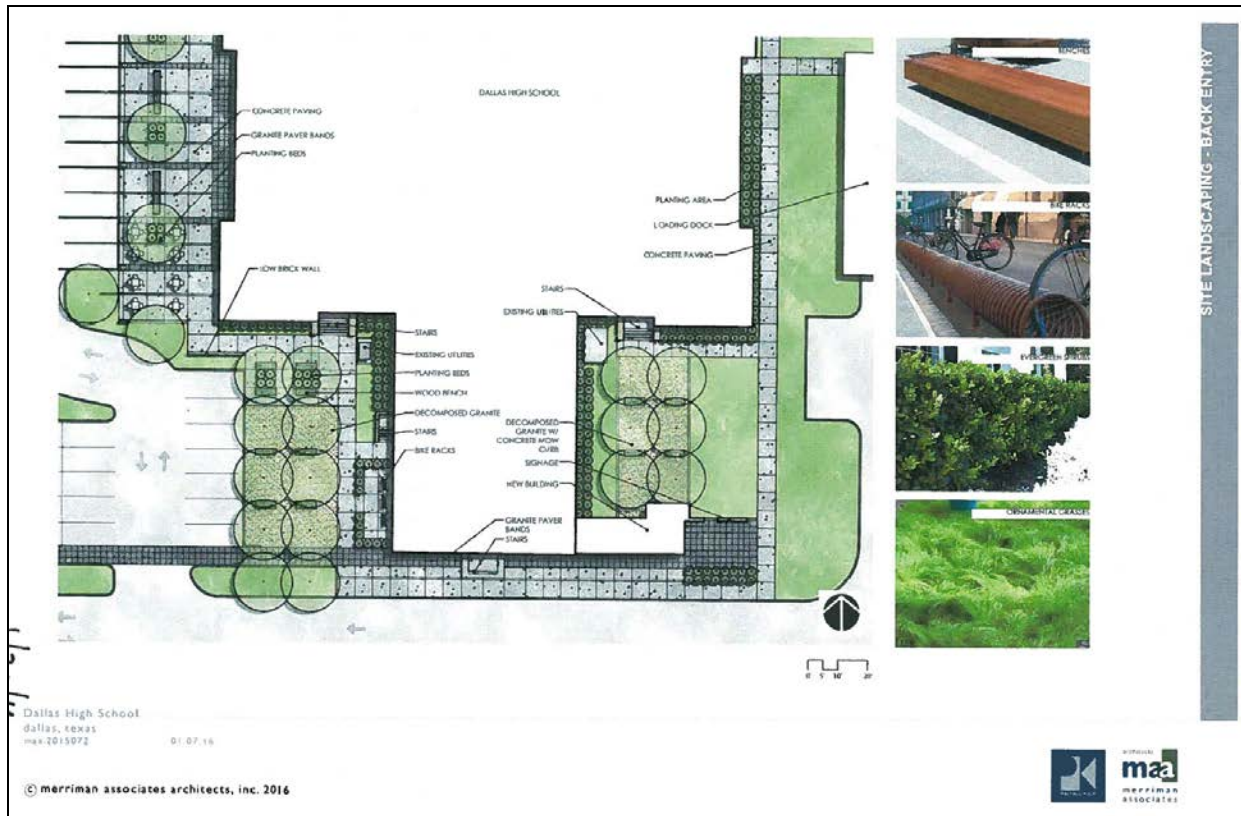 DALLAS HIGH SCHOOL
CONCRETE PAVING
GRANITE PAVER BANDS
PLANTING BEDS
LOW BRICK WALL
STAIRS
EXISTING UTILITIES
PLANTING BEDS
WOOD BENCH
DECOMPOSED GRANITE
STAIRS
BIKE RACKS
GRANITE PAVER
BANDS
STAIRS
PLANTING AREA
LOADING DOCK
CONCRETE PAVING
STAIRS
EXISTING UTILITIES
DECOMPOSED
GRANITE W/
CONCRETE MOW
CURB
SIGNAGE
NEW BUILDING
BENCHES
BIKE RACKS
EVERGREEN SHRUBS
ORNAMENTAL GRASSES
SITE LANDSCAPING - BACK ENTRY
0' 5' 10' 20'
Dallas High School
dallas, texas
maa 2015072 01.07.16
© merriman associates architects, inc. 2016
maa
merriman
associates